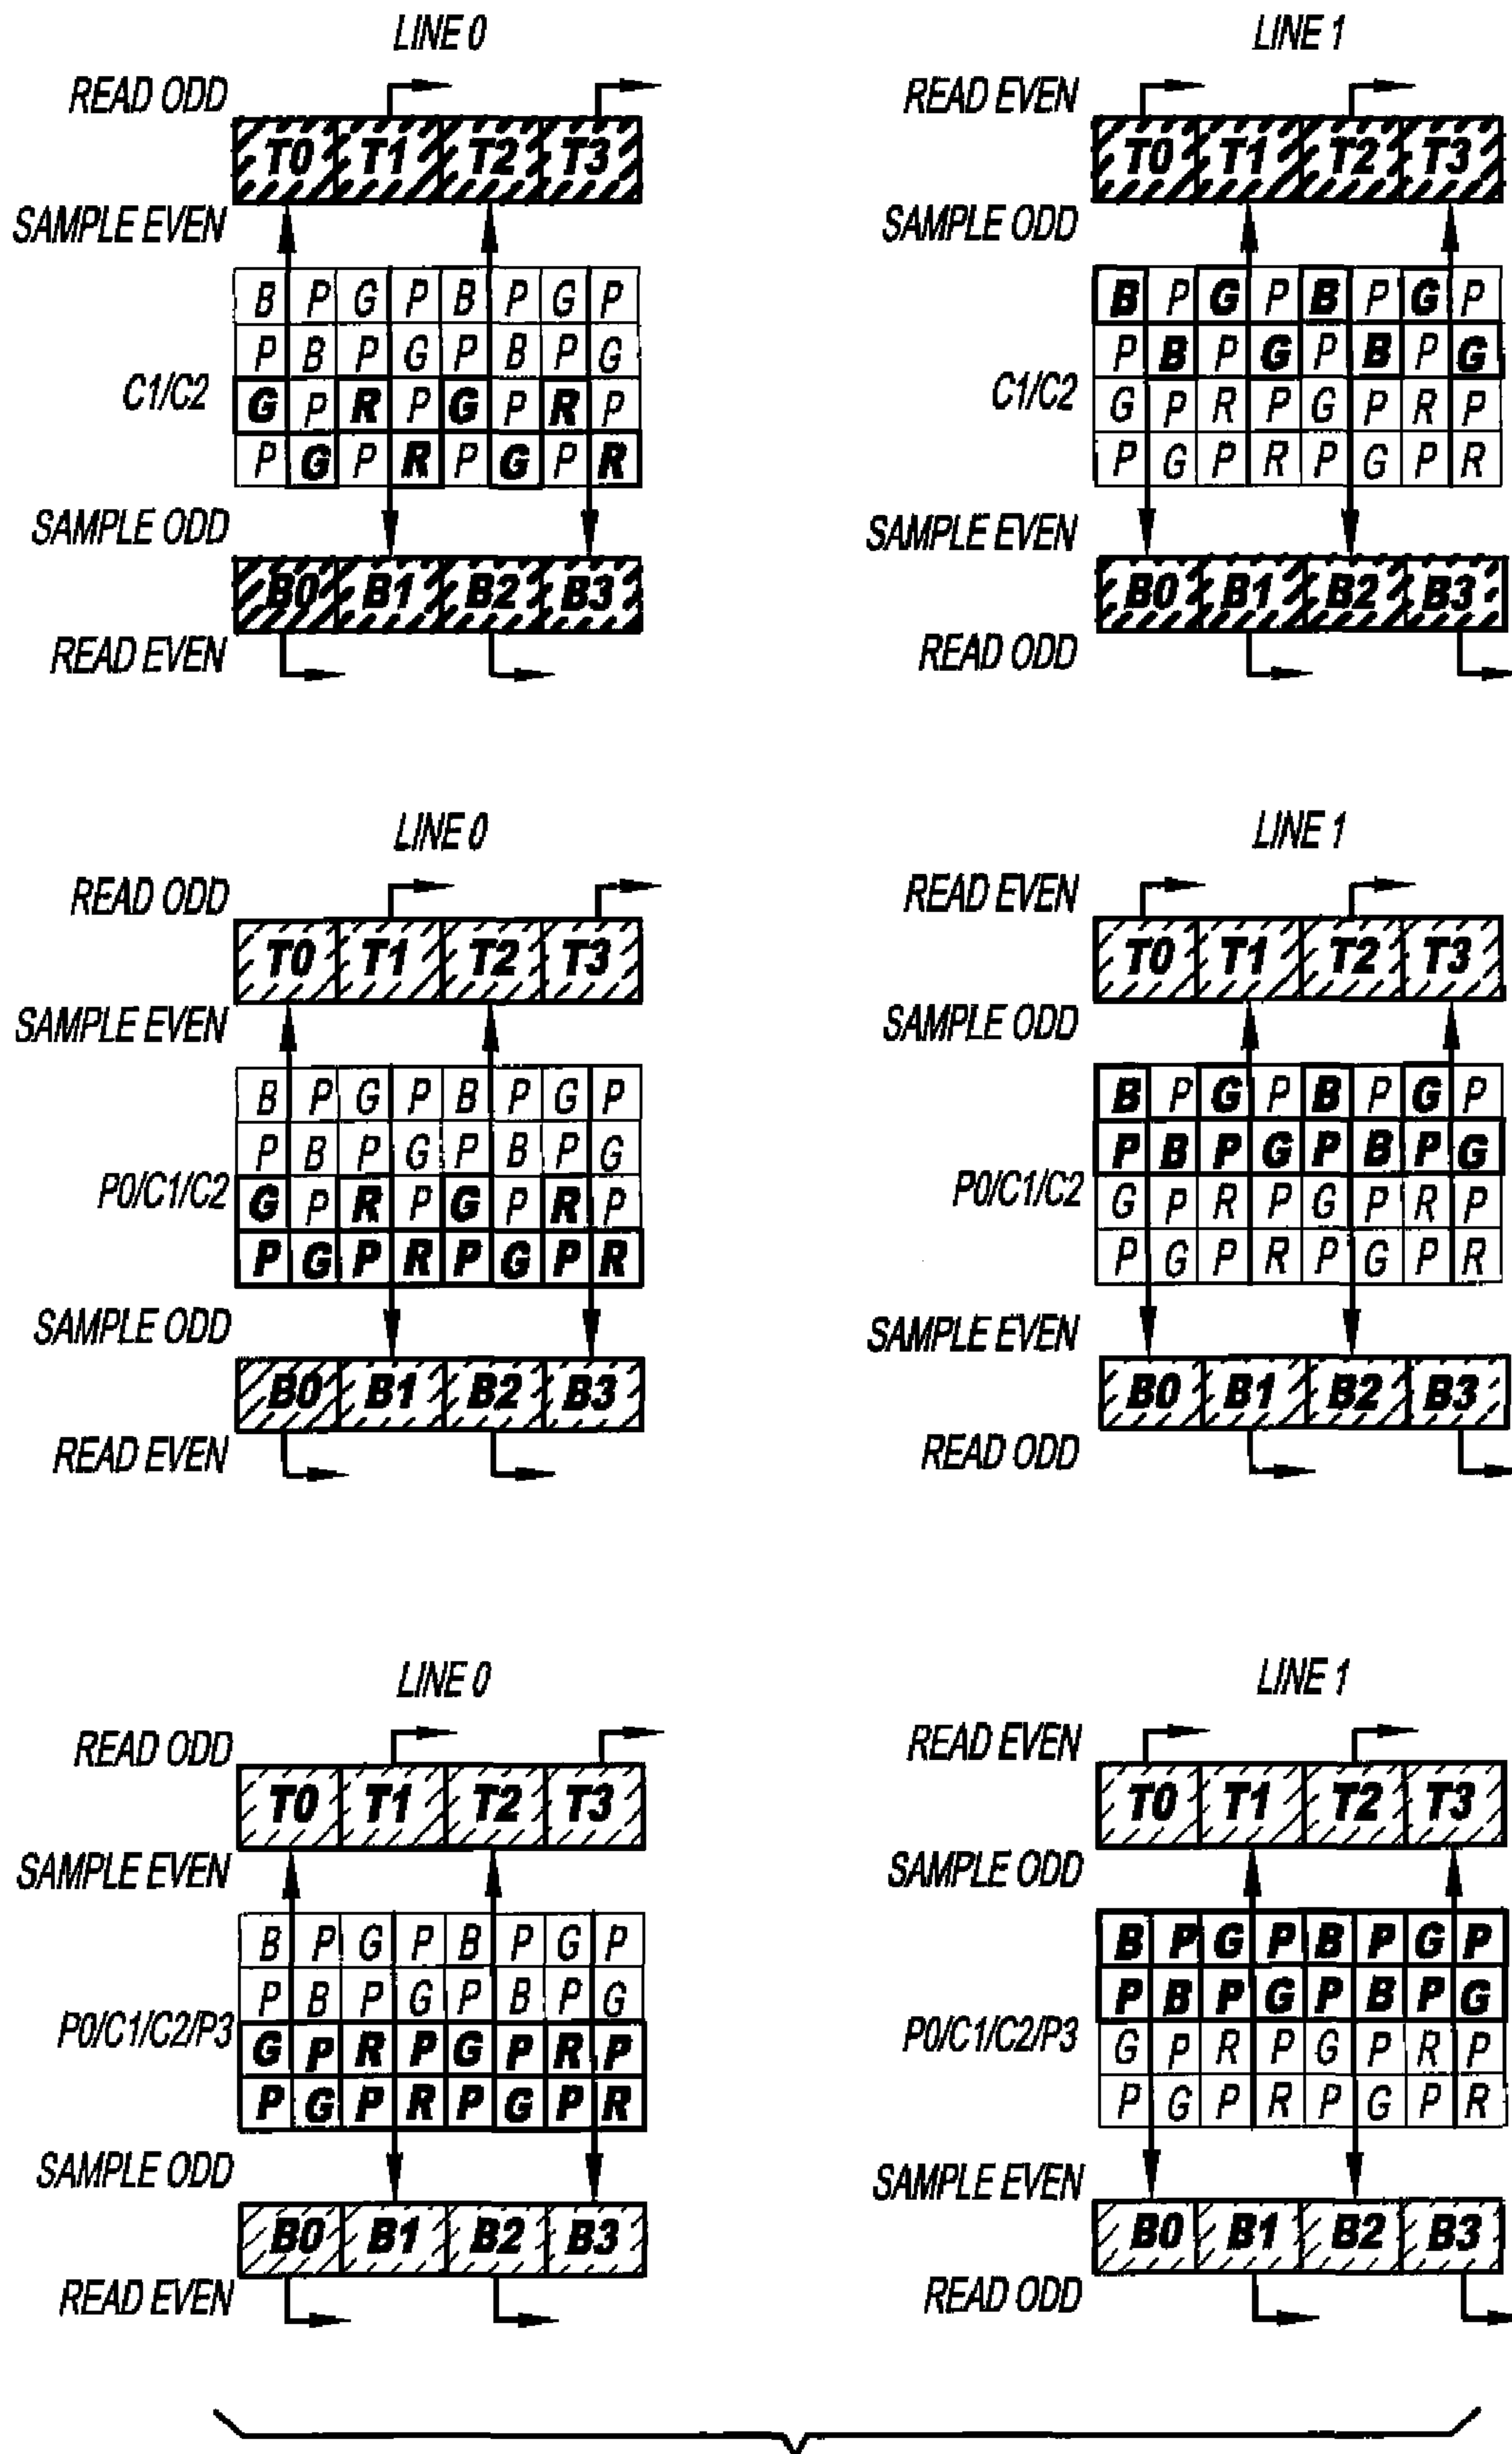 LINE 0 LINE 1
READ ODD READ EVEN
T0 T1 T2 T3 T0 T1 T2 T3
SAMPLE EVEN SAMPLE ODD
B P G P B P G P B P G P B P G P
P B P G P B P G P B P G P B P G
C1/C2 C1/C2
G P R P G P R P G P R P G P R P
P G P R P G P R P G P R P G P R
SAMPLE ODD SAMPLE EVEN
B0 B1 B2 B3 B0 B1 B2 B3
READ EVEN READ ODD
LINE 0 LINE 1
READ ODD READ EVEN
T0 T1 T2 T3 T0 T1 T2 T3
SAMPLE EVEN SAMPLE ODD
B P G P B P G P B P G P B P G P
P B P G P B P G P B P G P B P G
P0/C1/C2 P0/C1/C2
G P R P G P R P G P R P G P R P
P G P R P G P R P G P R P G P R
SAMPLE ODD SAMPLE EVEN
B0 B1 B2 B3 B0 B1 B2 B3
READ EVEN READ ODD
LINE 0 LINE 1
READ ODD READ EVEN
T0 T1 T2 T3 T0 T1 T2 T3
SAMPLE EVEN SAMPLE ODD
B P G P B P G P B P G P B P G P
P B P G P B P G P B P G P B P G
P0/C1/C2/P3 P0/C1/C2/P3
G P R P G P R P G P R P G P R P
P G P R P G P R P G P R P G P R
SAMPLE ODD SAMPLE EVEN
B0 B1 B2 B3 B0 B1 B2 B3
READ EVEN READ ODD